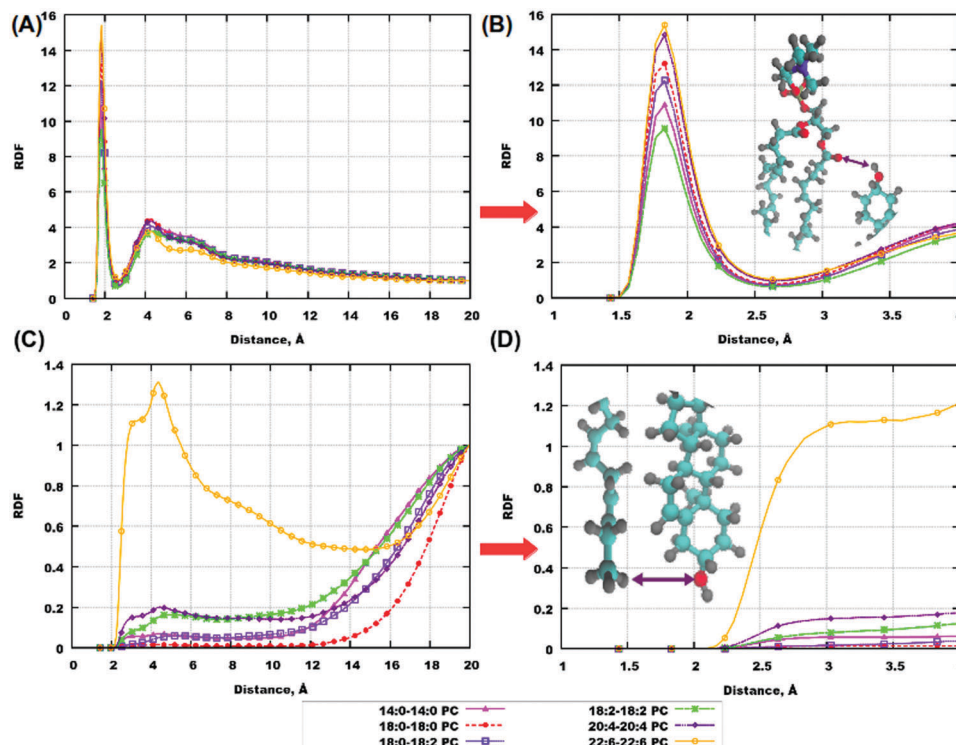 (A)
16
14
12
10
8
6
4
2
0
RDF
0 2 4 6 8 10 12 14 16 18 20
Distance, Å
(B)
16
14
12
10
8
6
4
2
0
RDF
1 1.5 2 2.5 3 3.5 4
Distance, Å
(C)
1.4
1.2
1
0.8
0.6
0.4
0.2
0
RDF
0 2 4 6 8 10 12 14 16 18 20
Distance, Å
(D)
1.4
1.2
1
0.8
0.6
0.4
0.2
0
RDF
1 1.5 2 2.5 3 3.5 4
Distance, Å
14:0-14:0 PC
18:0-18:0 PC
18:0-18:2 PC
18:2-18:2 PC
20:4-20:4 PC
22:6-22:6 PC